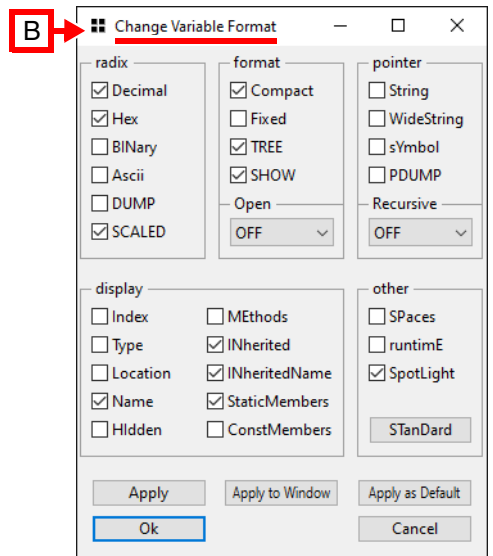 B
Change Variable Format
radix
Decimal
Hex
BINary
Ascii
DUMP
SCALED
format
Compact
Fixed
TREE
SHOW
Open
OFF
pointer
String
WideString
sYmbol
PDUMP
Recursive
OFF
display
Index
Type
Location
Name
HIdden
MEthods
INherited
INheritedName
StaticMembers
ConstMembers
other
SPaces
runtimE
SpotLight
STanDard
Apply
Apply to Window
Apply as Default
Ok
Cancel